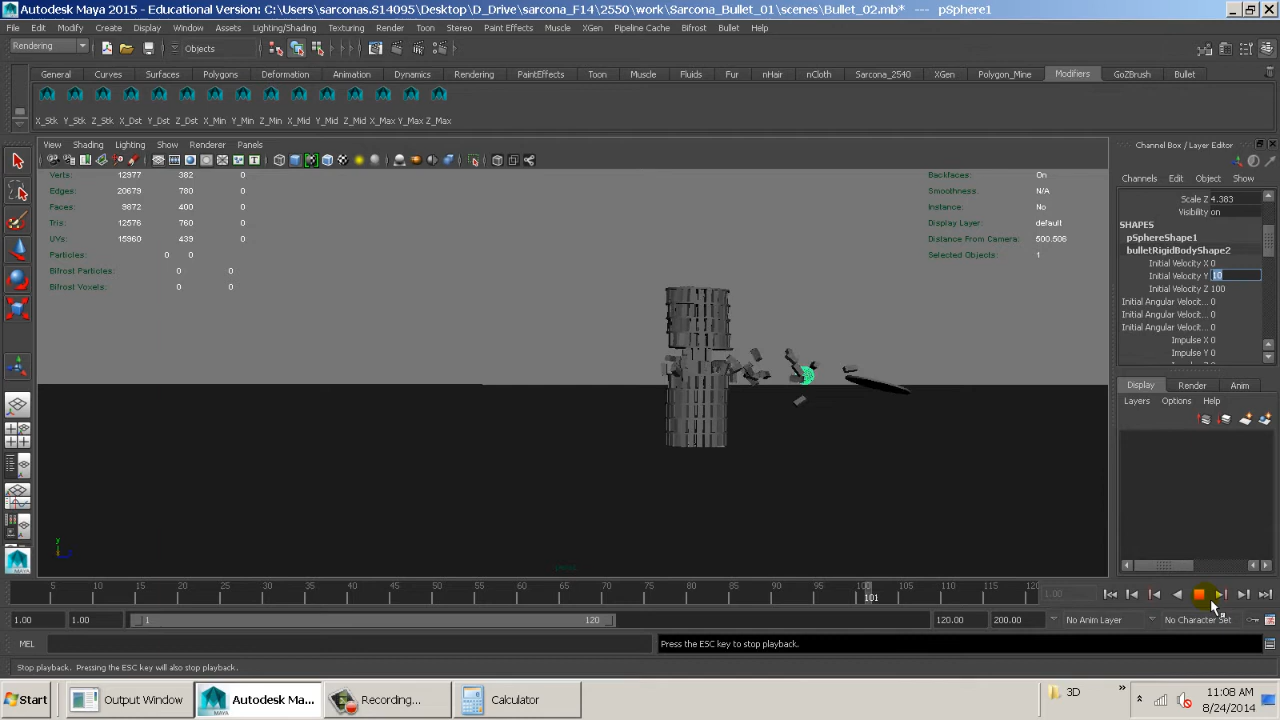 Autodesk Maya 2015 - Educational Version: C:\Users\sarconas.S14095\Desktop\D_Drive\sarcona_F14\2550\work\Sarcona_Bullet_01\scenes\Bullet_02.mb* --- pSphere1
File Edit Modify Create Display Window Assets Lighting/Shading Texturing Render Toon Stereo PaintEffects Muscle XGen Pipeline Cache Bifrost Bullet Help
Rendering Objects
General Curves Surfaces Polygons Deformation Animation Dynamics Rendering PaintEffects Toon Muscle Fluids Fur nHair nCloth Sarcona_2540 XGen Polygon_Mine Modifiers GoZBrush Bullet
X_Stk Y_Stk Z_Stk X_Dst Y_Dst Z_Dst X_Min Y_Min Z_Min X_Mid Y_Mid Z_Mid X_Max Y_Max Z_Max
View Shading Lighting Show Renderer Panels
Verts: 12977 382 0
Edges: 20679 780 0
Faces: 9872 400 0
Tris: 12576 760 0
UVs: 15960 439 0
Particles: 0 0
Bifrost Particles: 0 0
Bifrost Voxels: 0 0
Backfaces: On
Smoothness: N/A
Instance: No
Display Layer: default
Distance From Camera: 500.506
Selected Objects: 1
y
Channel Box / Layer Editor
Channels Edit Object Show
Scale Z 4.383
Visibility on
SHAPES
pSphereShape1
bulletRigidBodyShape2
Initial Velocity X 0
Initial Velocity Y 10
Initial Velocity Z 100
Initial Angular Velocit... 0
Initial Angular Velocit... 0
Initial Angular Velocit... 0
Impulse X 0
Impulse Y 0
Display Render Anim
Layers Options Help
5 10 15 20 25 30 35 40 45 50 55 60 65 70 75 80 85 90 95 100 105 110 115 120
101
1.00
1.00 1.00 1 120 120.00 200.00 No Anim Layer No Character Set
MEL Press the ESC key to stop playback.
Stop playback. Pressing the ESC key will also stop playback.
Start Output Window Autodesk Ma... Recording... Calculator 3D » 11:08 AM
8/24/2014